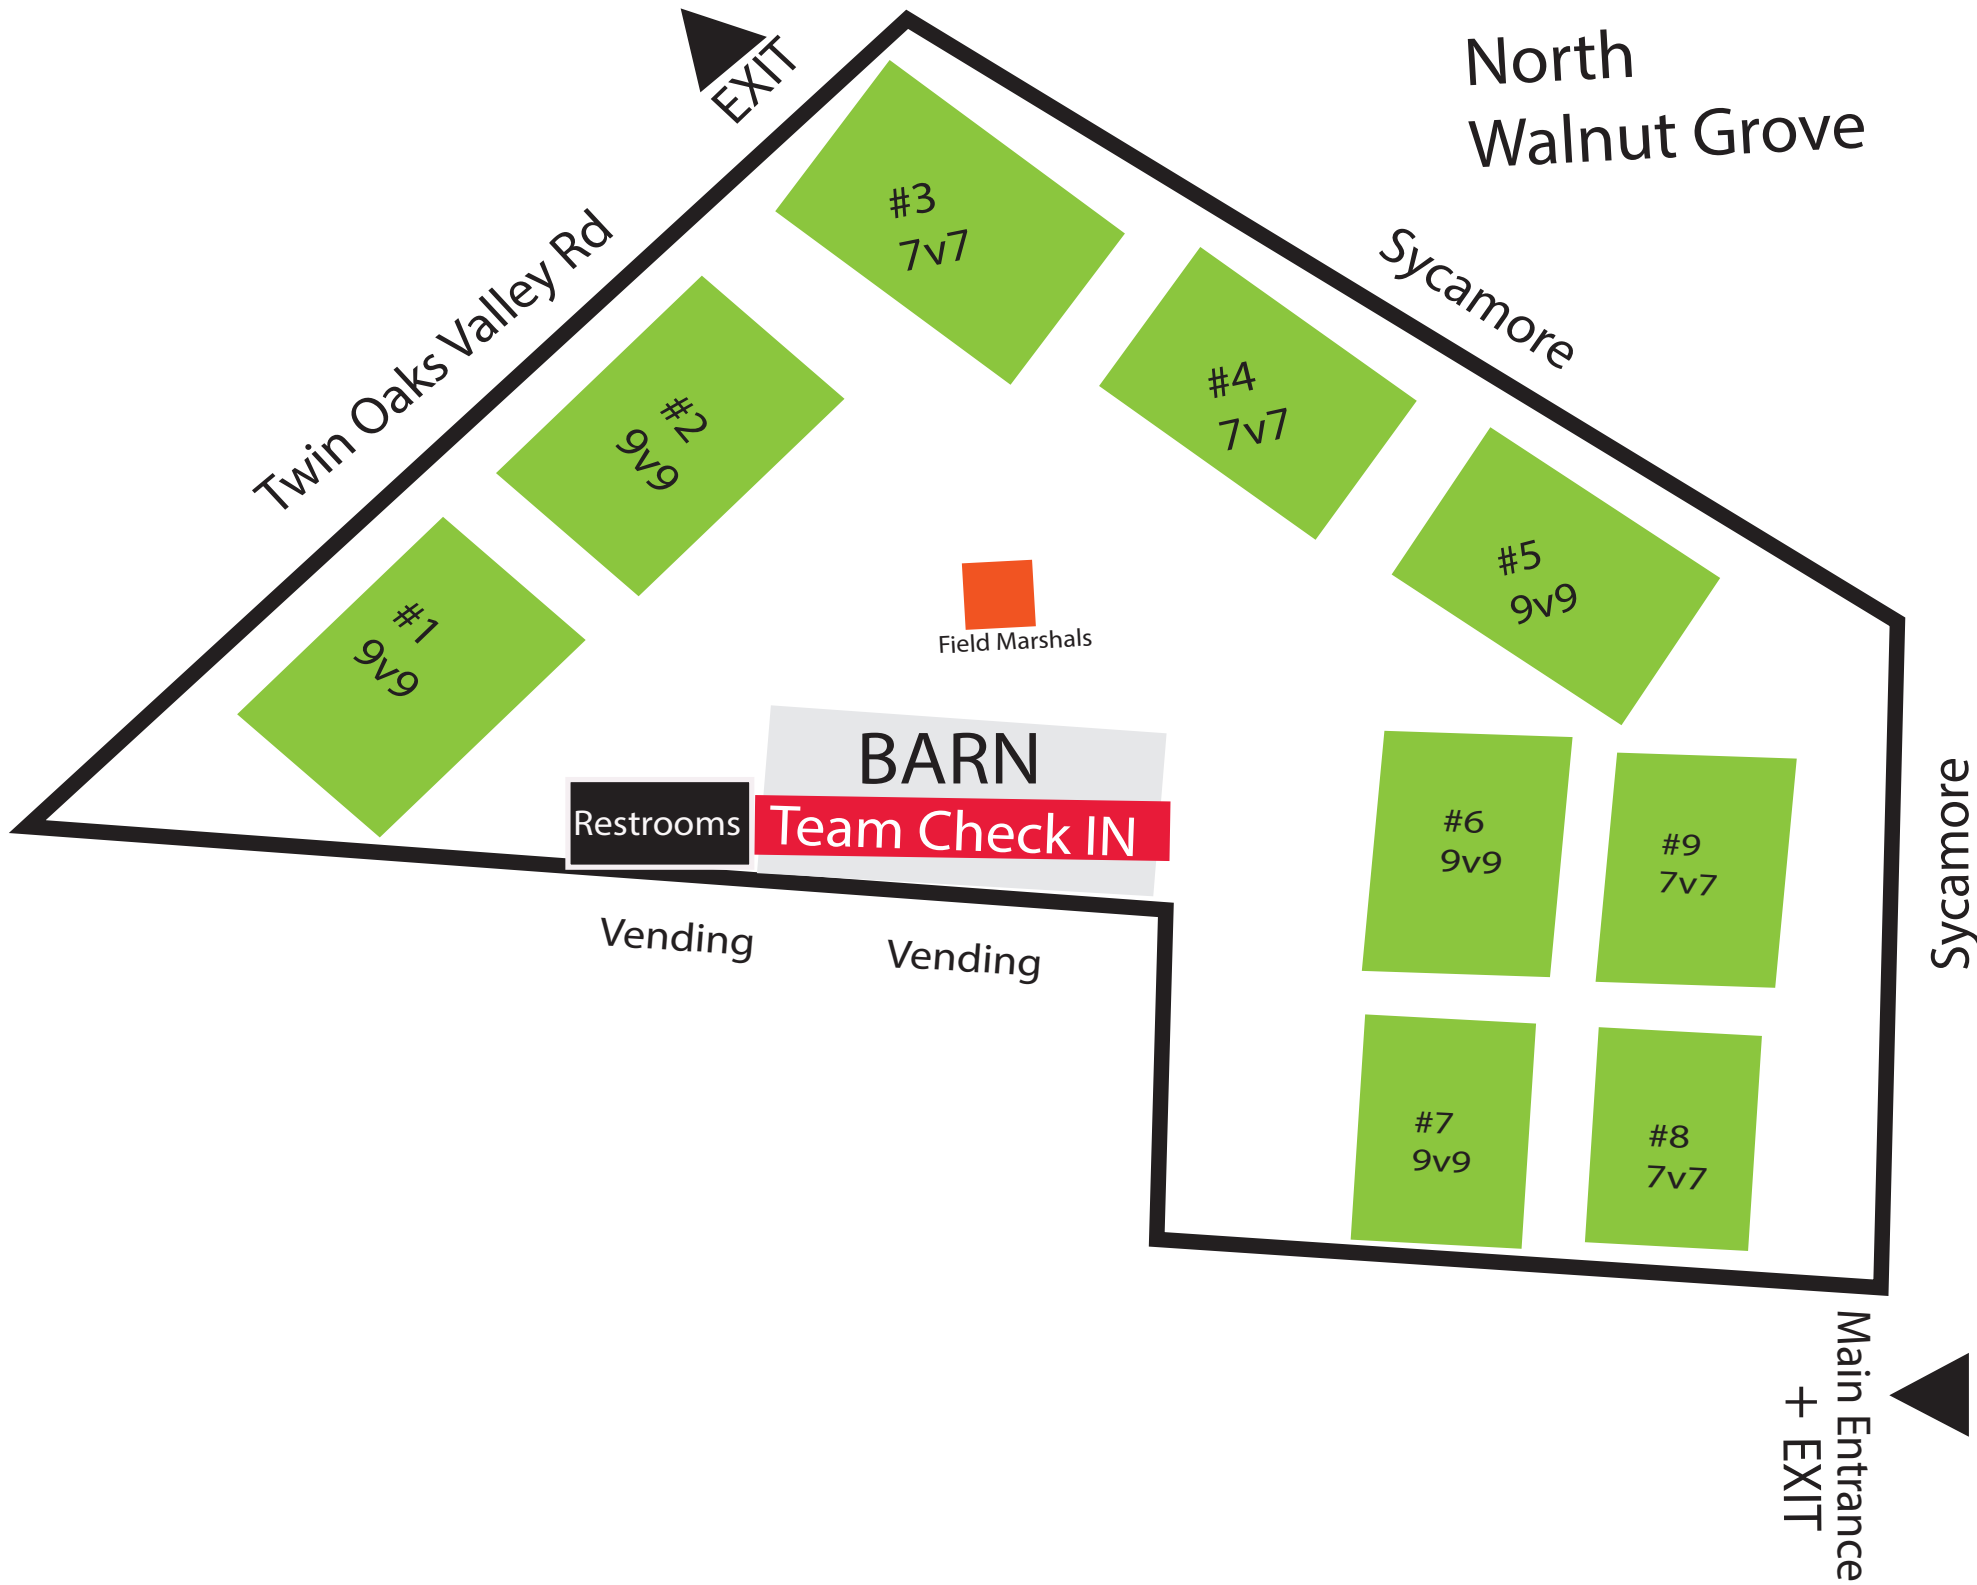 EXIT
North
Walnut Grove
Twin Oaks Valley Rd
Sycamore
#3
7v7
#4
7v7
#2
9v9
#5
9v9
#1
9v9
Field Marshals
BARN
Restrooms
Team Check IN
Vending
Vending
#6
9v9
#9
7v7
Sycamore
#7
9v9
#8
7v7
Main Entrance
+ EXIT